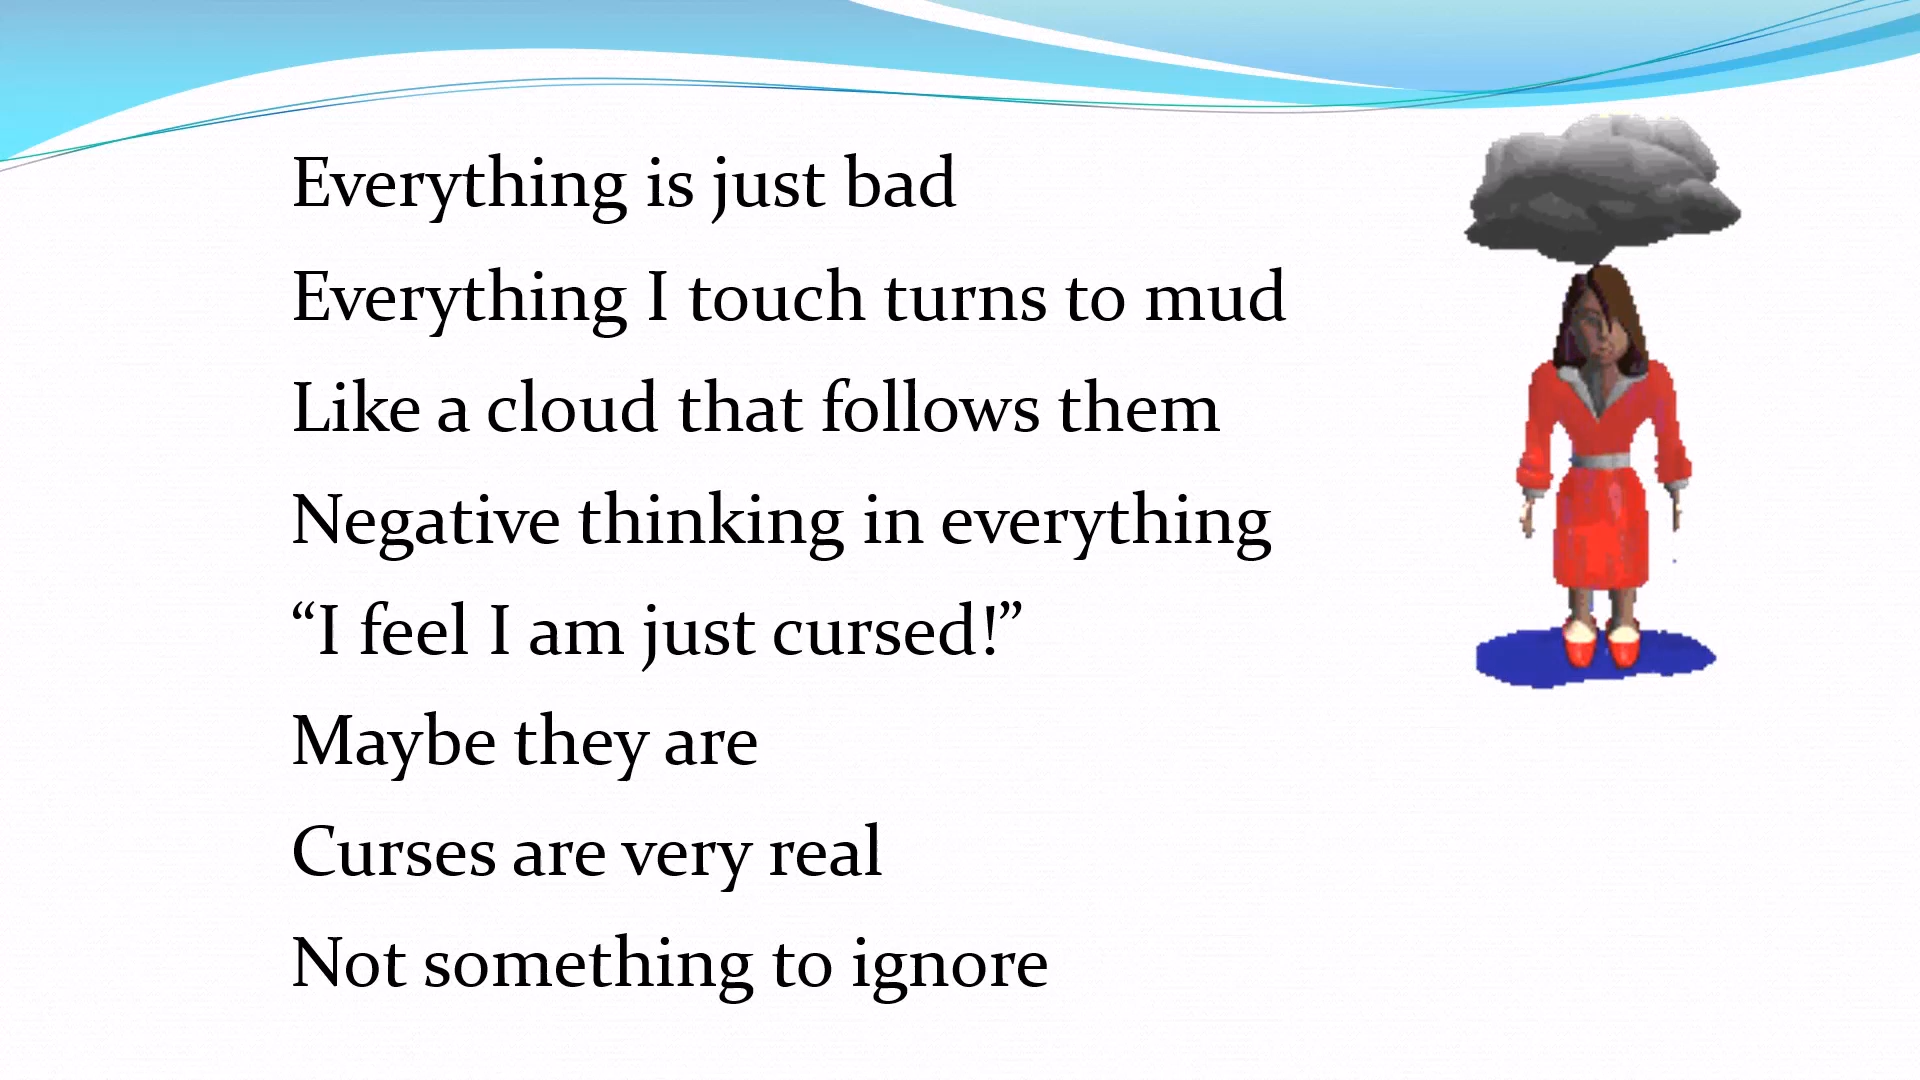 Everything is just bad
Everything I touch turns to mud
Like a cloud that follows them
Negative thinking in everything
“I feel I am just cursed!”
Maybe they are
Curses are very real
Not something to ignore